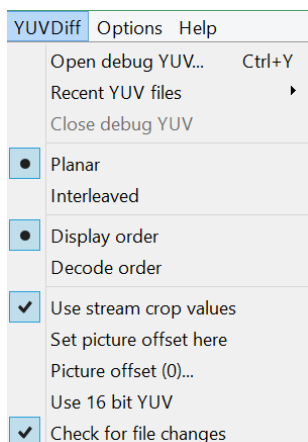 YUVDiff Options Help
Open debug YUV... Ctrl+Y
Recent YUV files
Close debug YUV
Planar
Interleaved
Display order
Decode order
Use stream crop values
Set picture offset here
Picture offset (0)...
Use 16 bit YUV
Check for file changes